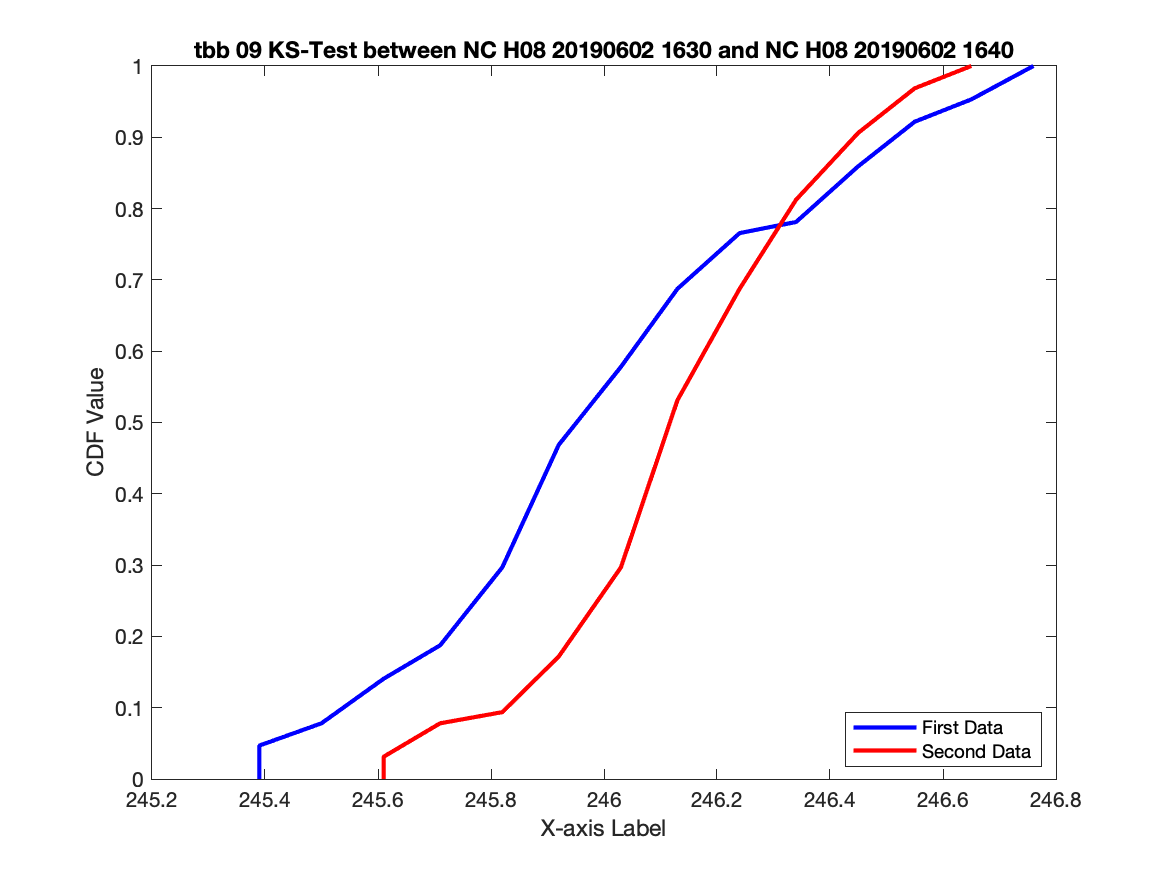 tbb 09 KS-Test between NC H08 20190602 1630 and NC H08 20190602 1640
1
0.9
0.8
0.7
0.6
0.5
0.4
0.3
0.2
0.1
0
CDF Value
First Data
Second Data
245.2 245.4 245.6 245.8 246 246.2 246.4 246.6 246.8
X-axis Label